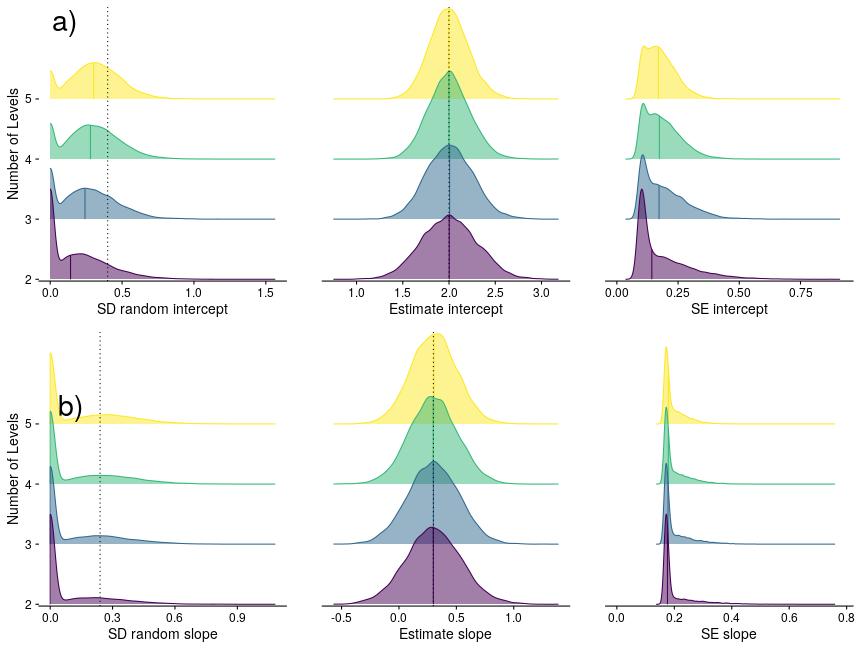 a)
Number of Levels
5
4
3
2
0.0 0.5 1.0 1.5
SD random intercept
1.0 1.5 2.0 2.5 3.0
Estimate intercept
0.00 0.25 0.50 0.75
SE intercept
b)
Number of Levels
5
4
3
2
0.0 0.3 0.6 0.9
SD random slope
-0.5 0.0 0.5 1.0
Estimate slope
0.0 0.2 0.4 0.6 0.8
SE slope